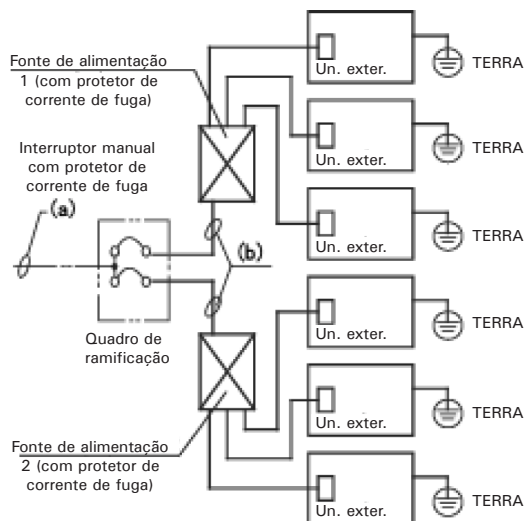 Fonte de alimentação
1 (com protetor de
corrente de fuga)
Interruptor manual
com protetor de
corrente de fuga
(a)
(b)
Quadro de
ramificação
Fonte de alimentação
2 (com protetor de
corrente de fuga)
Un. exter.
TERRA
Un. exter.
TERRA
Un. exter.
TERRA
Un. exter.
TERRA
Un. exter.
TERRA
Un. exter.
TERRA